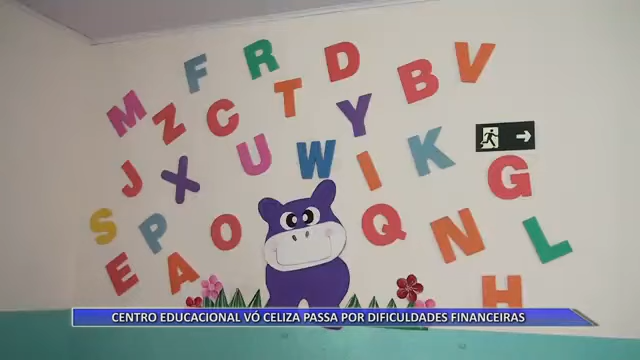 F R D B V
M Z C T Y
J X U W I K G
S P O Q N L
E A H
CENTRO EDUCACIONAL VÓ CELIZA PASSA POR DIFICULDADES FINANCEIRAS